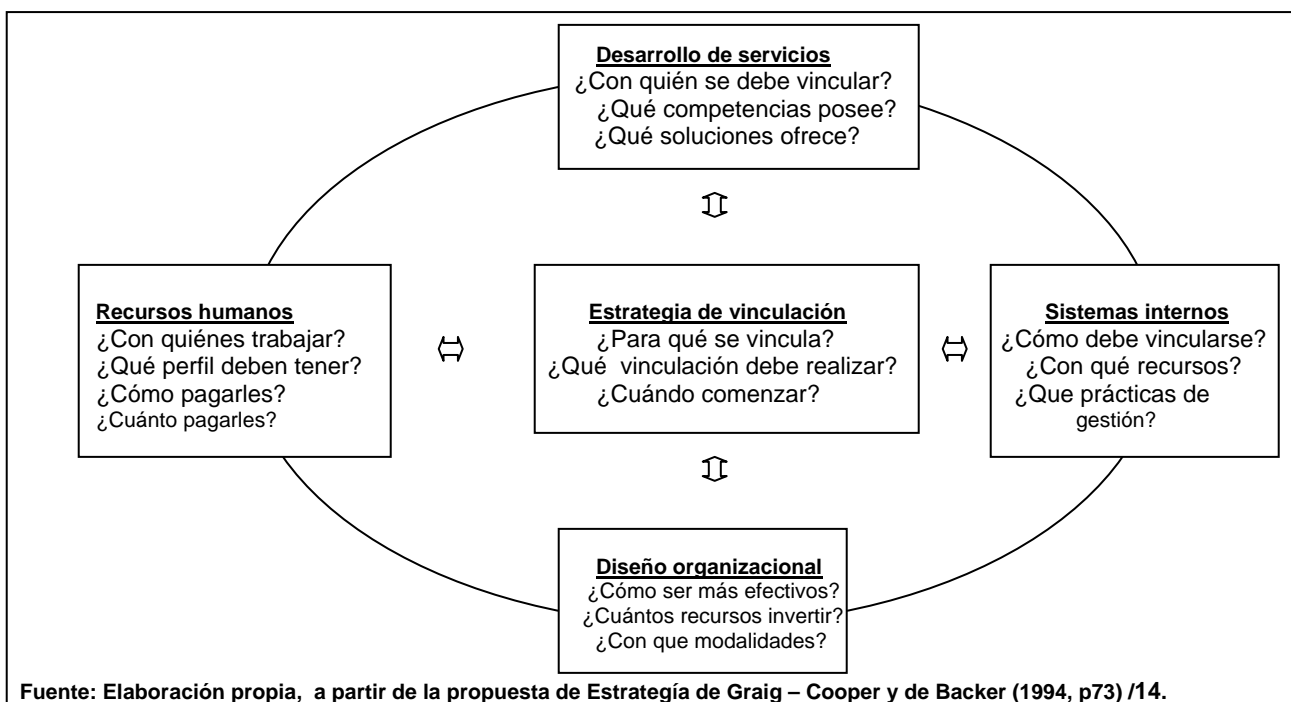 Desarrollo de servicios
¿Con quién se debe vincular?
¿Qué competencias posee?
¿Qué soluciones ofrece?
Recursos humanos
¿Con quiénes trabajar?
¿Qué perfil deben tener?
¿Cómo pagarles?
¿Cuánto pagarles?
Estrategia de vinculación
¿Para qué se vincula?
¿Qué vinculación debe realizar?
¿Cuándo comenzar?
Sistemas internos
¿Cómo debe vincularse?
¿Con qué recursos?
¿Que prácticas de
gestión?
Diseño organizacional
¿Cómo ser más efectivos?
¿Cuántos recursos invertir?
¿Con que modalidades?
Fuente: Elaboración propia, a partir de la propuesta de Estrategía de Graig – Cooper y de Backer (1994, p73) /14.